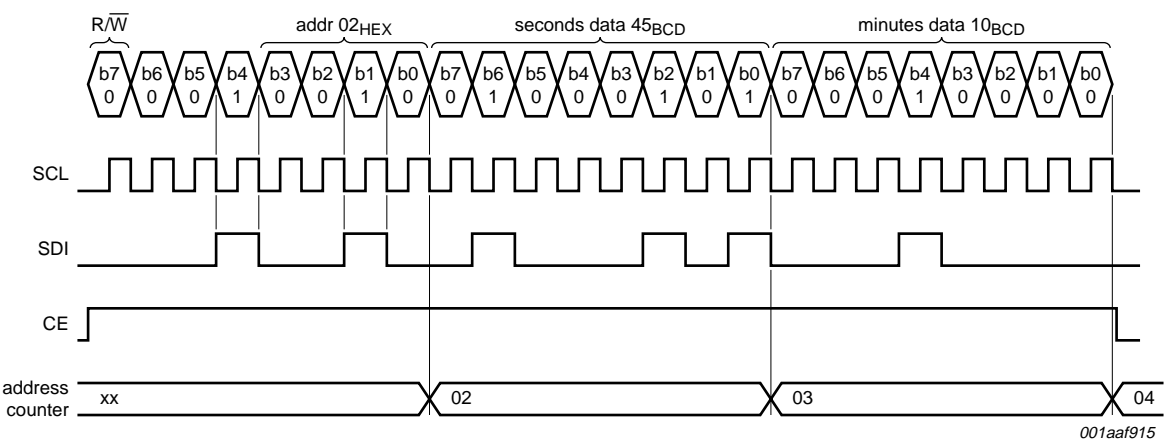 R/W addr 02HEX seconds data 45BCD minutes data 10BCD
b7 b6 b5 b4 b3 b2 b1 b0 b7 b6 b5 b4 b3 b2 b1 b0 b7 b6 b5 b4 b3 b2 b1 b0
0 0 0 1 0 0 1 0 0 1 0 0 0 1 0 1 0 0 0 1 0 0 0 0
SCL
SDI
CE
address
counter
xx 02 03 04
001aaf915